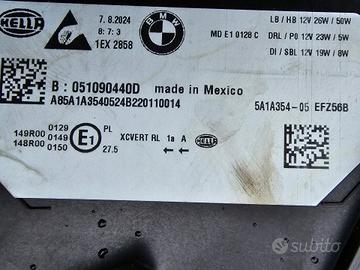 HELLA
7. 8.2024
8: 7: 3
1EX 2858
BMW
MD E1 0128 C
LB / HB 12V 26W / 50W
DRL / PO 12V 23W / 5W
DI / SBL 12V 19W / 8W
B : 051090440D made in Mexico
A85A1A3540524B220110014
5A1A354-05 EFZ56B
149R00 0129
0149
148R00 0150
E1
PL
27.5
XCVERT RL 1a A
HELLA
subito